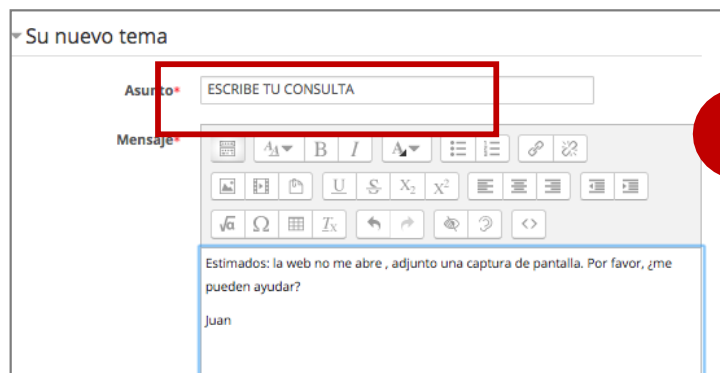 Su nuevo tema
Asunto*
ESCRIBE TU CONSULTA
Mensaje*
Estimados: la web no me abre , adjunto una captura de pantalla. Por favor, ¿me
pueden ayudar?
Juan